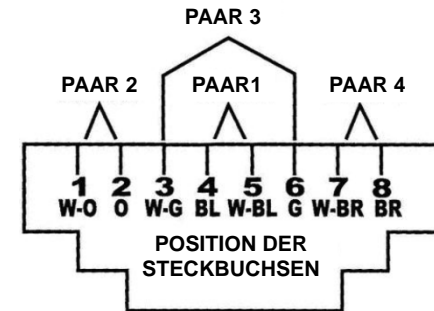 PAAR 3
PAAR 2 PAAR1 PAAR 4
1 2 3 4 5 6 7 8
W-O O W-G BL W-BL G W-BR BR
POSITION DER
STECKBUCHSEN